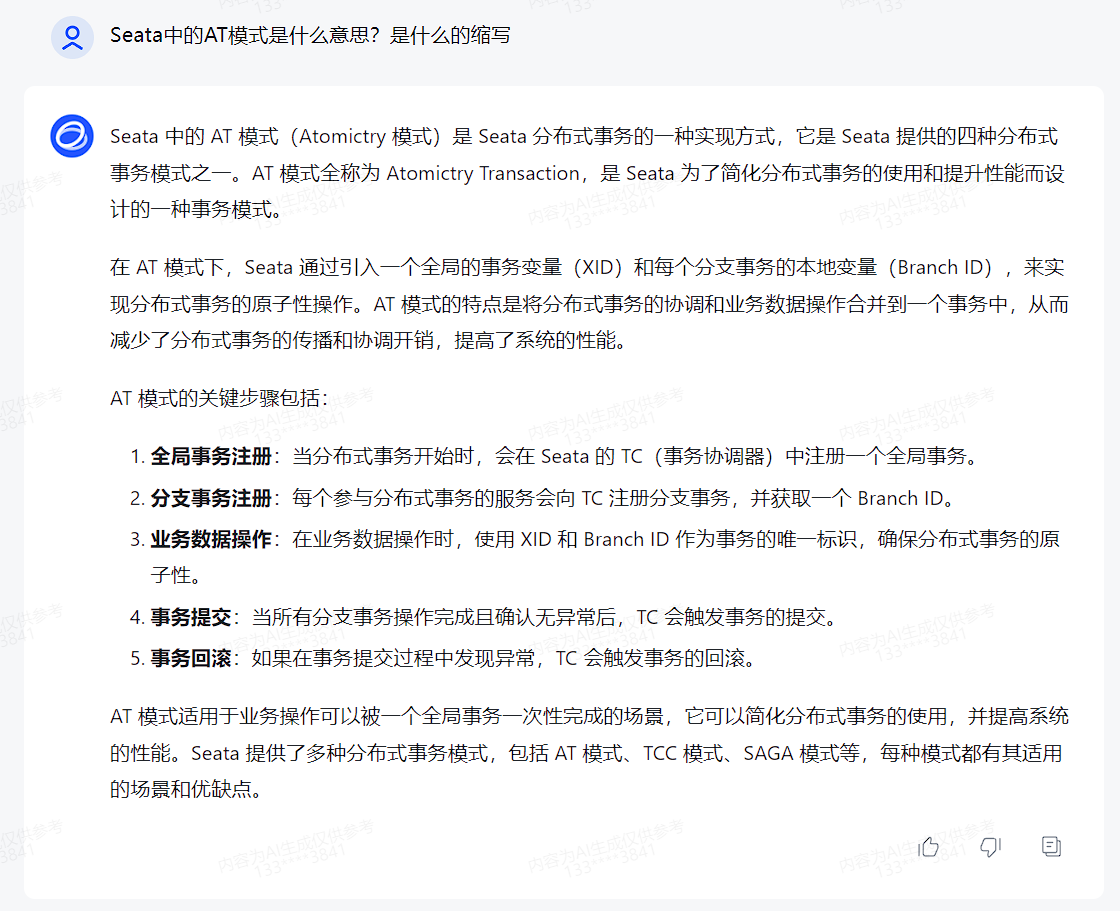 Seata中的AT模式是什么意思？是什么的缩写
Seata 中的 AT 模式（Atomictry 模式）是 Seata 分布式事务的一种实现方式，它是 Seata 提供的四种分布式
事务模式之一。AT 模式全称为 Atomictry Transaction，是 Seata 为了简化分布式事务的使用和提升性能而设
计的一种事务模式。
在 AT 模式下，Seata 通过引入一个全局的事务变量（XID）和每个分支事务的本地变量（Branch ID），来实
现分布式事务的原子性操作。AT 模式的特点是将分布式事务的协调和业务数据操作合并到一个事务中，从而
减少了分布式事务的传播和协调开销，提高了系统的性能。
AT 模式的关键步骤包括：
1. 全局事务注册：当分布式事务开始时，会在 Seata 的 TC（事务协调器）中注册一个全局事务。
2. 分支事务注册：每个参与分布式事务的服务会向 TC 注册分支事务，并获取一个 Branch ID。
3. 业务数据操作：在业务数据操作时，使用 XID 和 Branch ID 作为事务的唯一标识，确保分布式事务的原
子性。
4. 事务提交：当所有分支事务操作完成且确认无异常后，TC 会触发事务的提交。
5. 事务回滚：如果在事务提交过程中发现异常，TC 会触发事务的回滚。
AT 模式适用于业务操作可以被一个全局事务一次性完成的场景，它可以简化分布式事务的使用，并提高系统
的性能。Seata 提供了多种分布式事务模式，包括 AT 模式、TCC 模式、SAGA 模式等，每种模式都有其适用
的场景和优缺点。
内容为AI生成仅供参考
133****3841